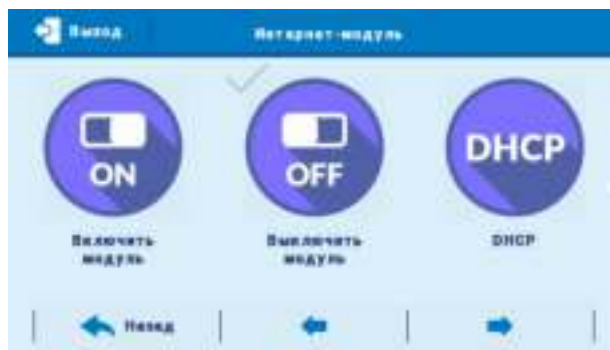 Выход
Интернет-модуль
ON
OFF
DHCP
Включить
модуль
Выключить
модуль
DHCP
Назад